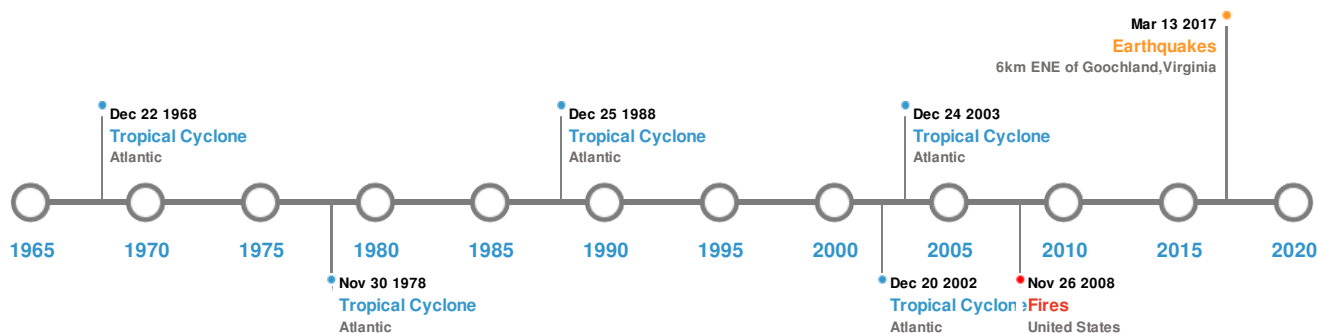 Mar 13 2017
Earthquakes
6km ENE of Goochland,Virginia
Dec 22 1968
Tropical Cyclone
Atlantic
Dec 25 1988
Tropical Cyclone
Atlantic
Dec 24 2003
Tropical Cyclone
Atlantic
1965 1970 1975 1980 1985 1990 1995 2000 2005 2010 2015 2020
Nov 30 1978
Tropical Cyclone
Atlantic
Dec 20 2002
Tropical Cyclone
Atlantic
Nov 26 2008
Fires
United States